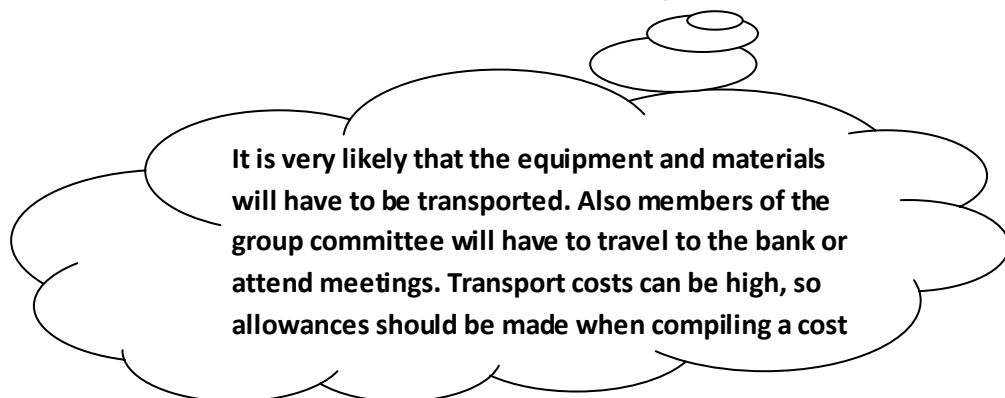 It is very likely that the equipment and materials
will have to be transported. Also members of the
group committee will have to travel to the bank or
attend meetings. Transport costs can be high, so
allowances should be made when compiling a cost